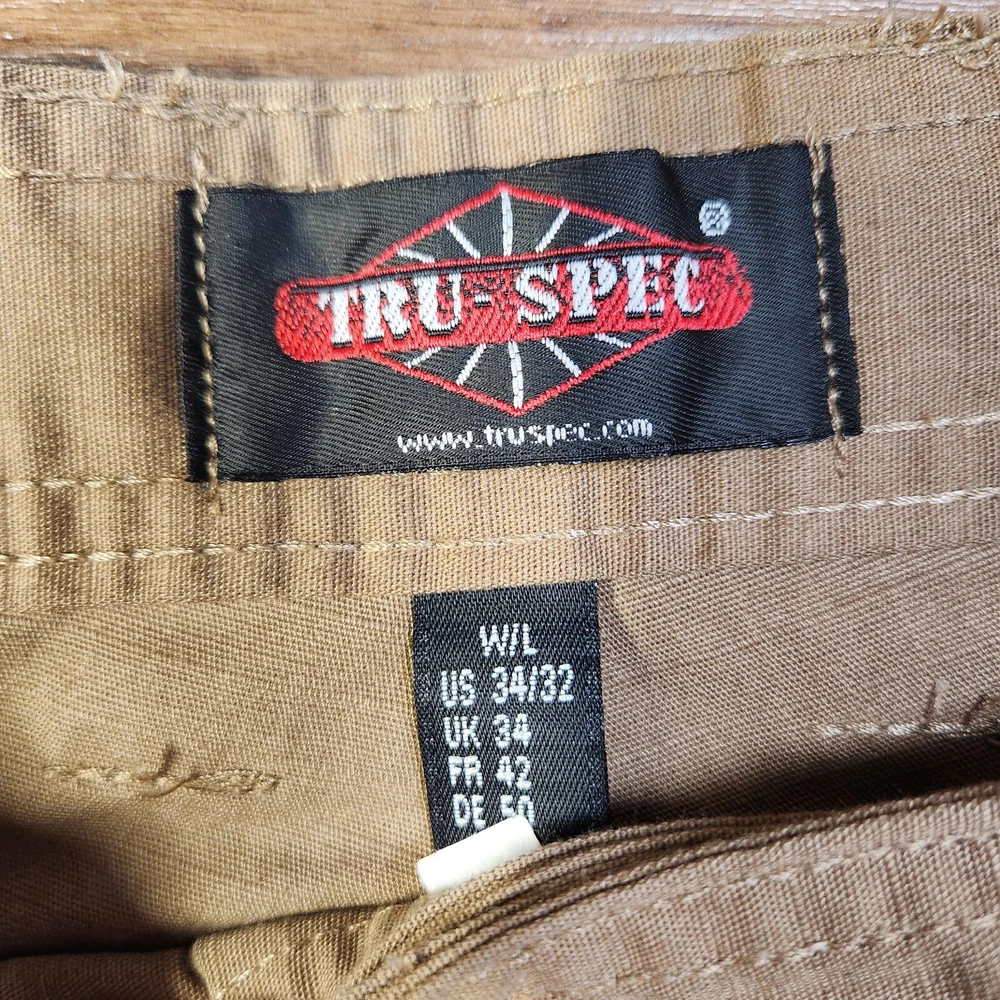 TRU-SPEC ®
www.truspec.com
W/L
US 34/32
UK 34
FR 42
DE 50